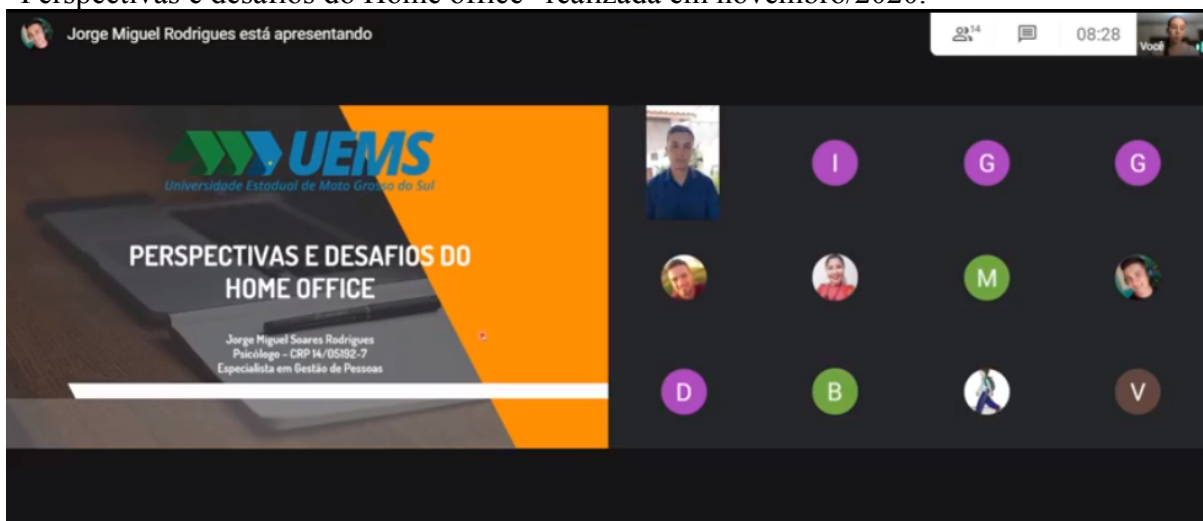 "Perspectivas e desafios do Home office" realizada em novembro/2020.
Jorge Miguel Rodrigues está apresentando
14
08:28
Você
UEMS
Universidade Estadual de Mato Grosso do Sul
PERSPECTIVAS E DESAFIOS DO
HOME OFFICE
Jorge Miguel Soares Rodrigues
Psicólogo - CRP 14/05192-7
Especialista em Gestão de Pessoas
I
G
G
M
D
B
V